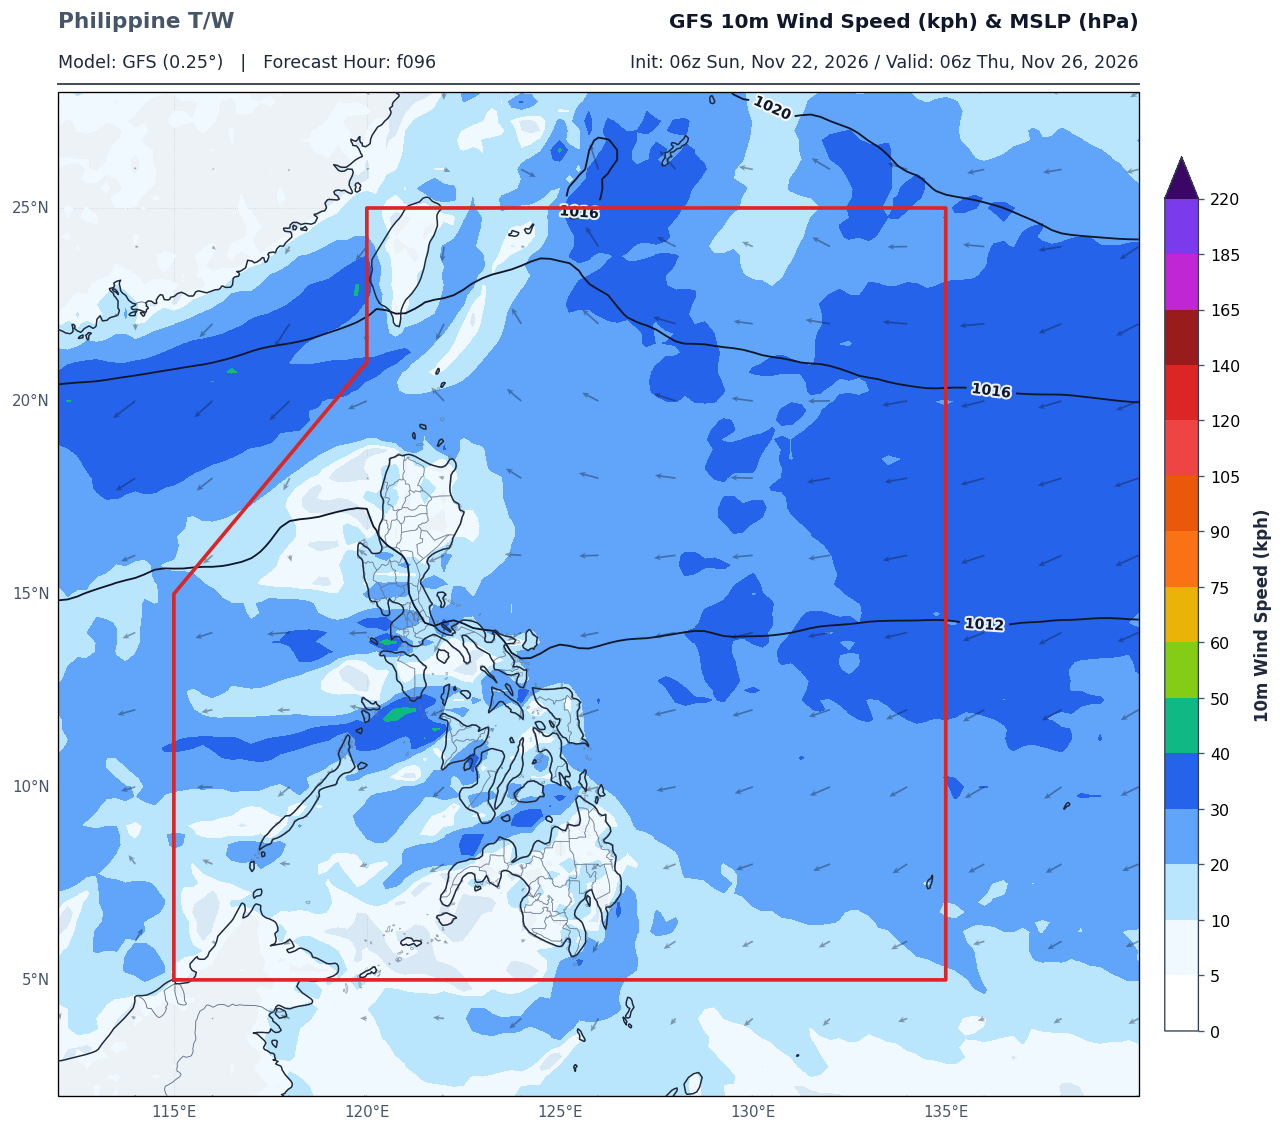 Philippine T/W
GFS 10m Wind Speed (kph) & MSLP (hPa)
Model: GFS (0.25°)   |   Forecast Hour: f096
Init: 06z Sun, Nov 22, 2026 / Valid: 06z Thu, Nov 26, 2026
1020
1016
1016
1012
25°N
20°N
15°N
10°N
5°N
115°E
120°E
125°E
130°E
135°E
220
185
165
140
120
105
90
75
60
50
40
30
20
10
5
0
10m Wind Speed (kph)